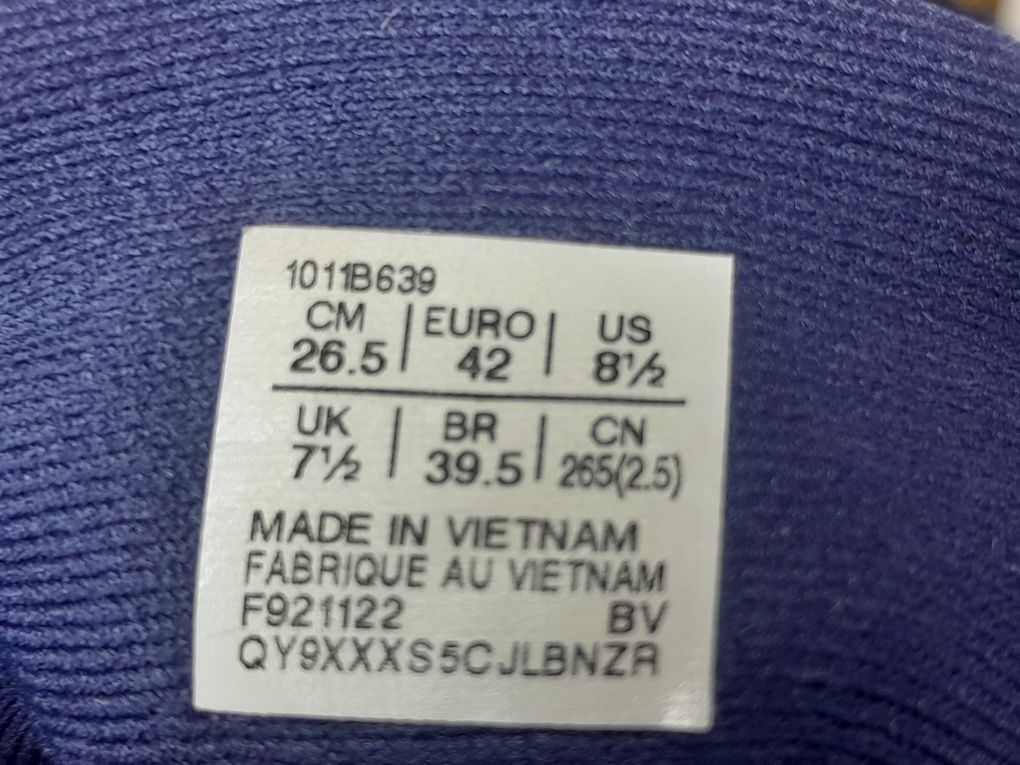 1011B639
CM | EURO | US
26.5 | 42 | 8½
UK | BR | CN
7½ | 39.5 | 265(2.5)
MADE IN VIETNAM
FABRIQUE AU VIETNAM
F921122 BV
QY9XXXS5CJLBNZR